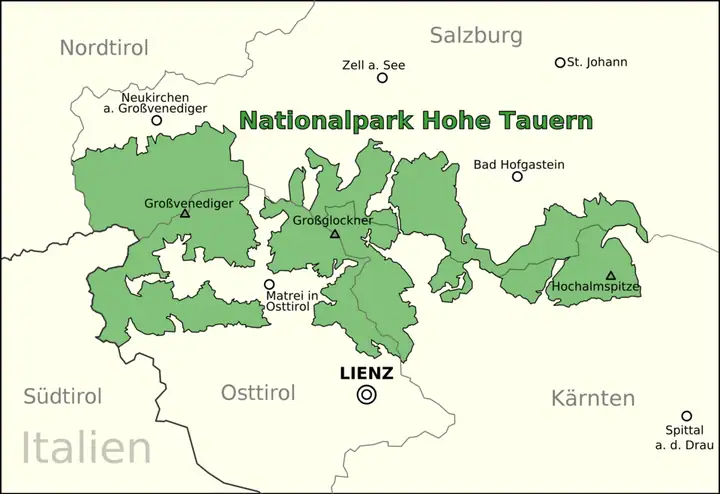 Nordtirol
Salzburg
Zell a. See
St. Johann
Neukirchen
a. Großvenediger
Nationalpark Hohe Tauern
Bad Hofgastein
Großvenediger
Großglockner
Hochalmspitze
Matrei in
Osttirol
LIENZ
Südtirol
Osttirol
Kärnten
Italien
Spittal
a. d. Drau